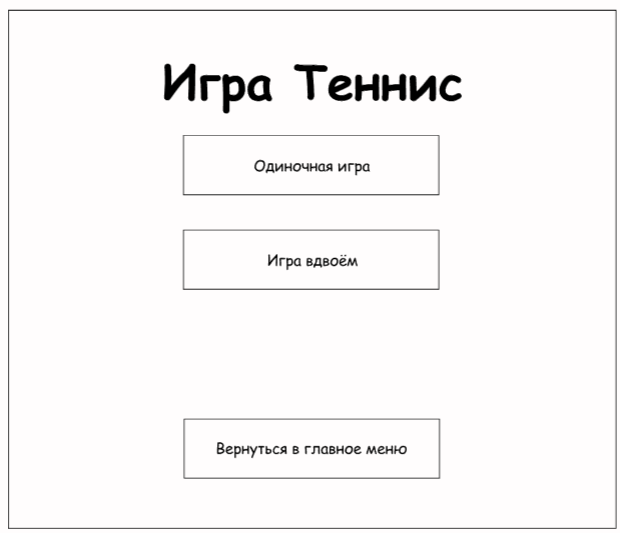 Игра Теннис
Одиночная игра
Игра вдвоём
Вернуться в главное меню